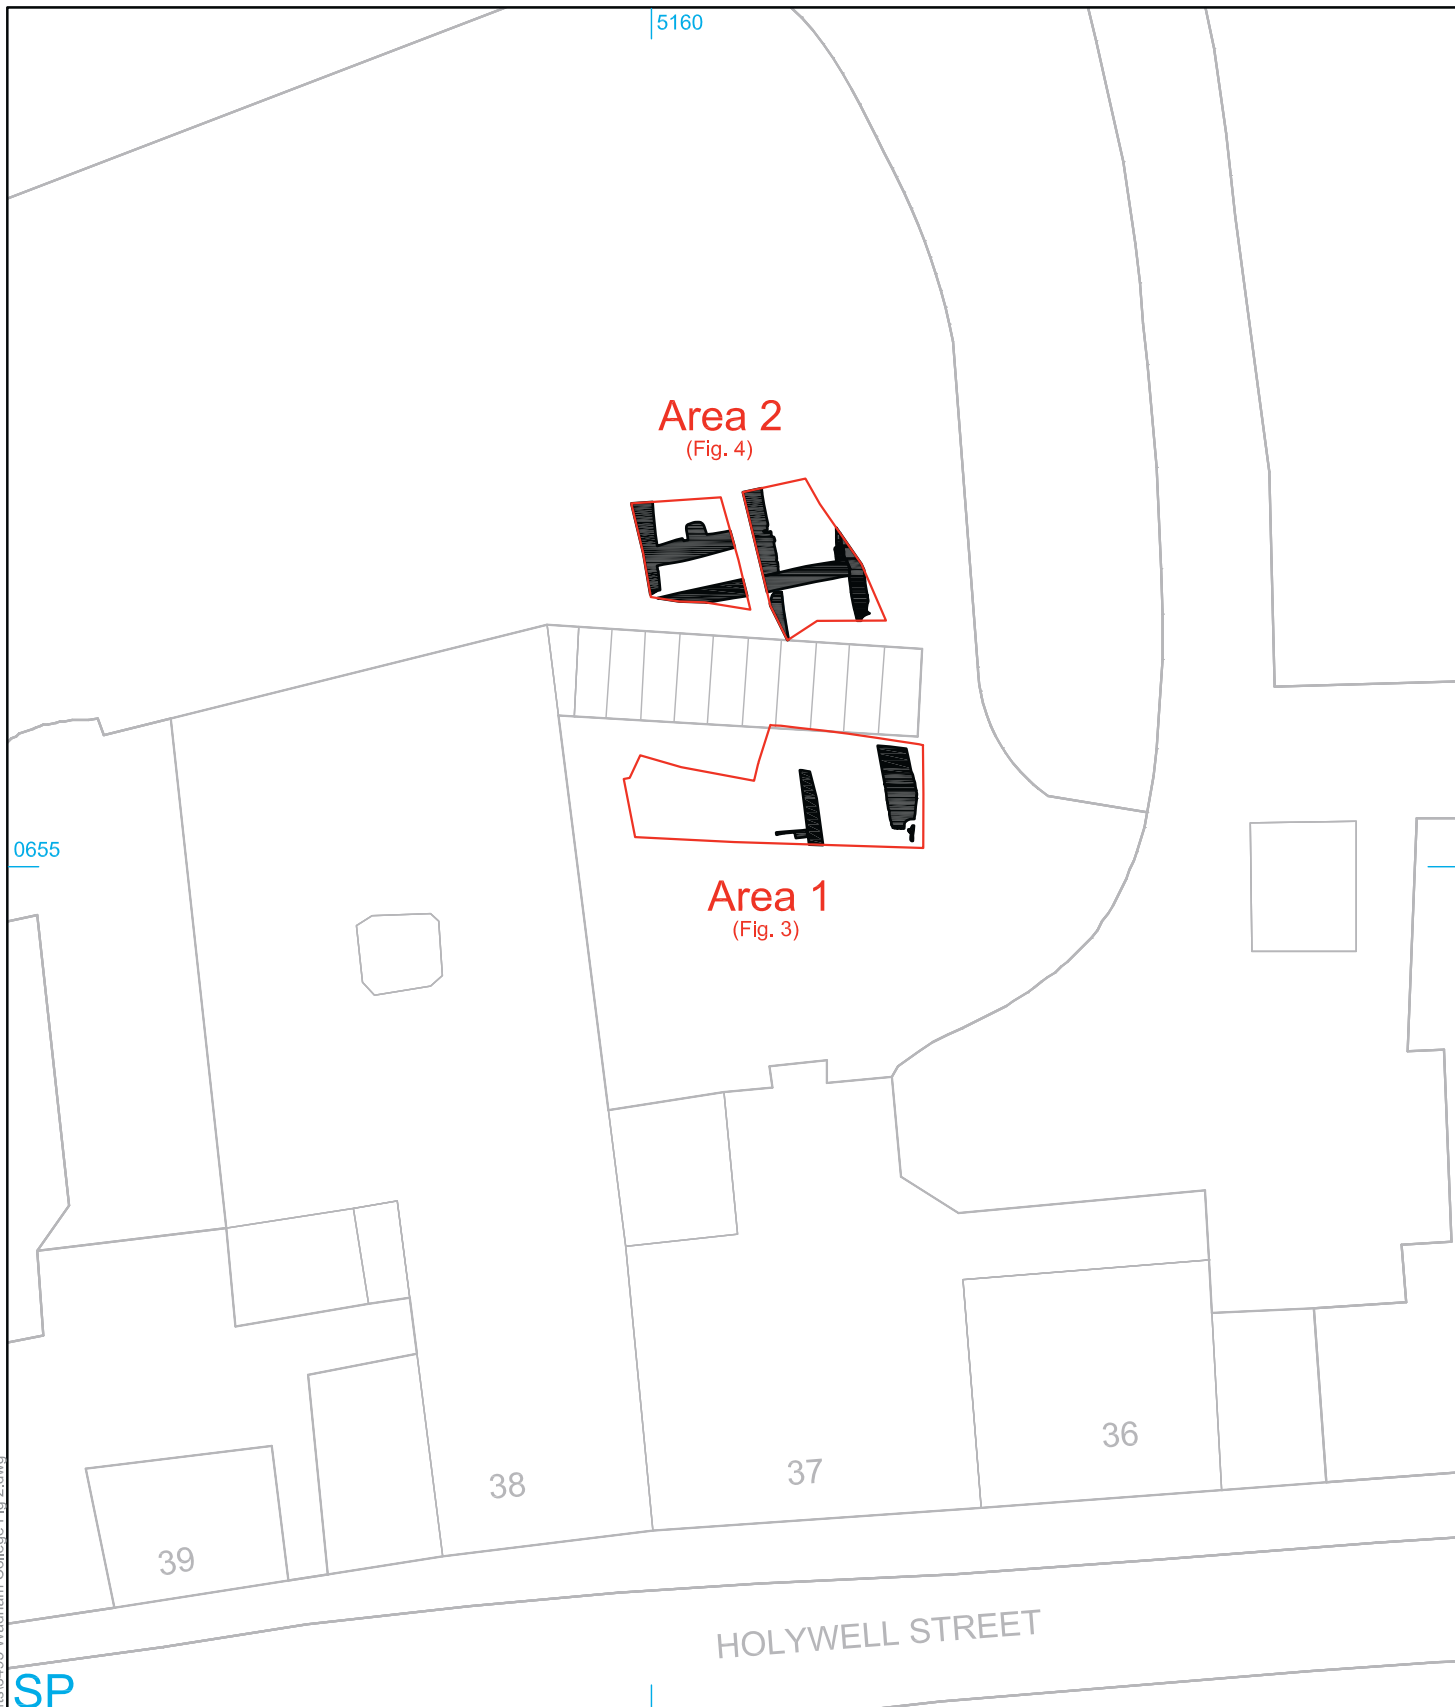 5160
Area 2
(Fig. 4)
0655
Area 1
(Fig. 3)
36
37
38
39
HOLYWELL STREET
SP